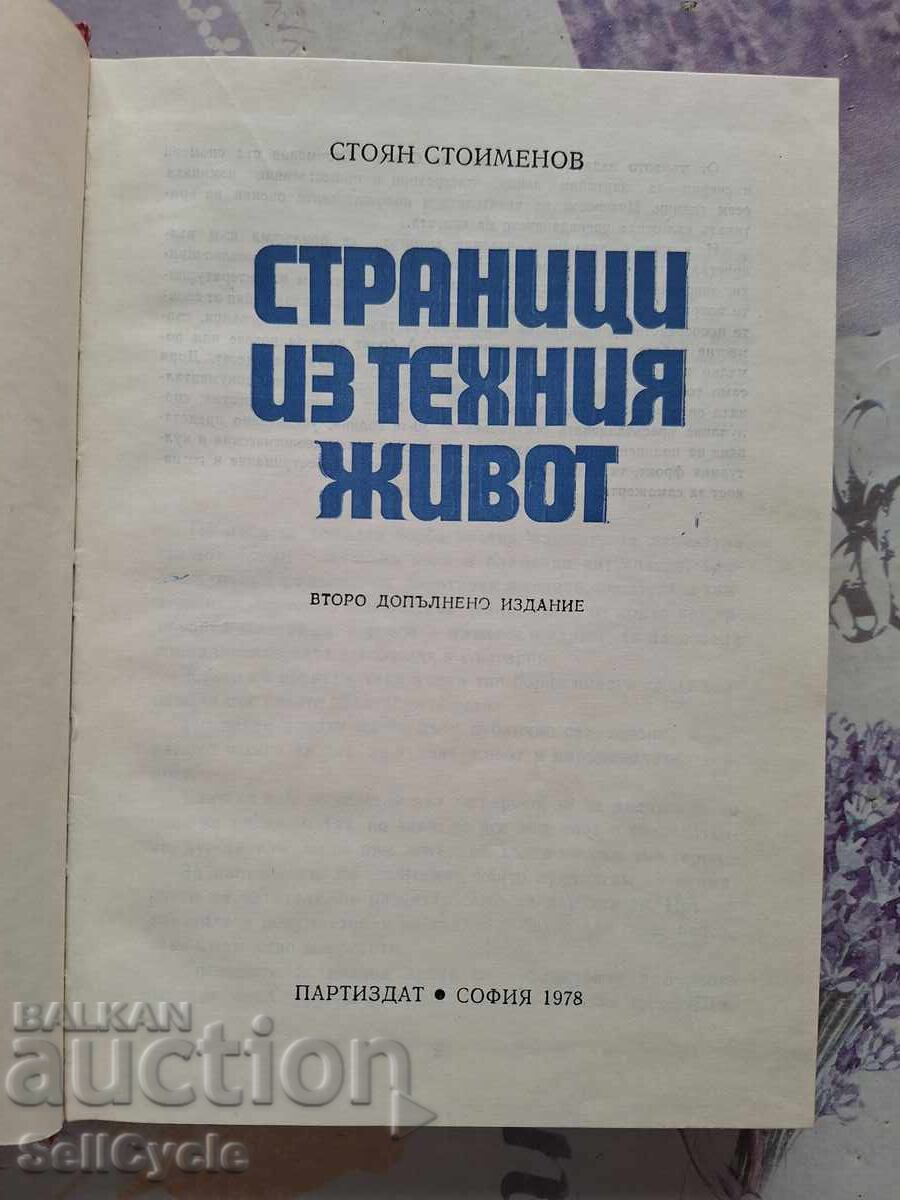 СТОЯН СТОИМЕНОВ
СТРАНИЦИ
ИЗ ТЕХНИЯ
ЖИВОТ
ВТОРО ДОПЪЛНЕНО ИЗДАНИЕ
ПАРТИЗДАТ • СОФИЯ 1978
BALKAN
auction
SellCycle